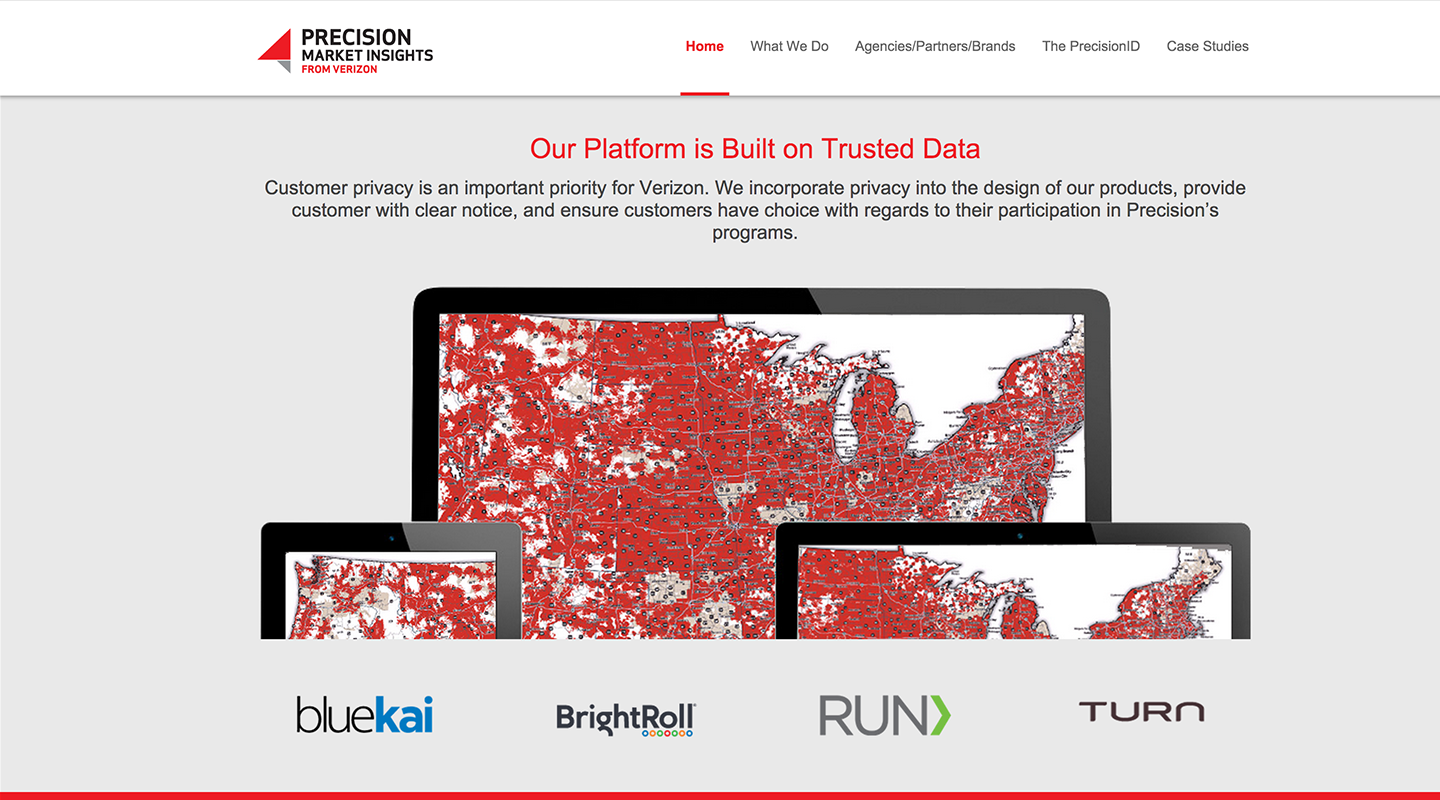 PRECISION
MARKET INSIGHTS
FROM VERIZON
Home What We Do Agencies/Partners/Brands The PrecisionID Case Studies
Our Platform is Built on Trusted Data
Customer privacy is an important priority for Verizon. We incorporate privacy into the design of our products, provide
customer with clear notice, and ensure customers have choice with regards to their participation in Precision’s
programs.
bluekai BrightRoll RUN TURN